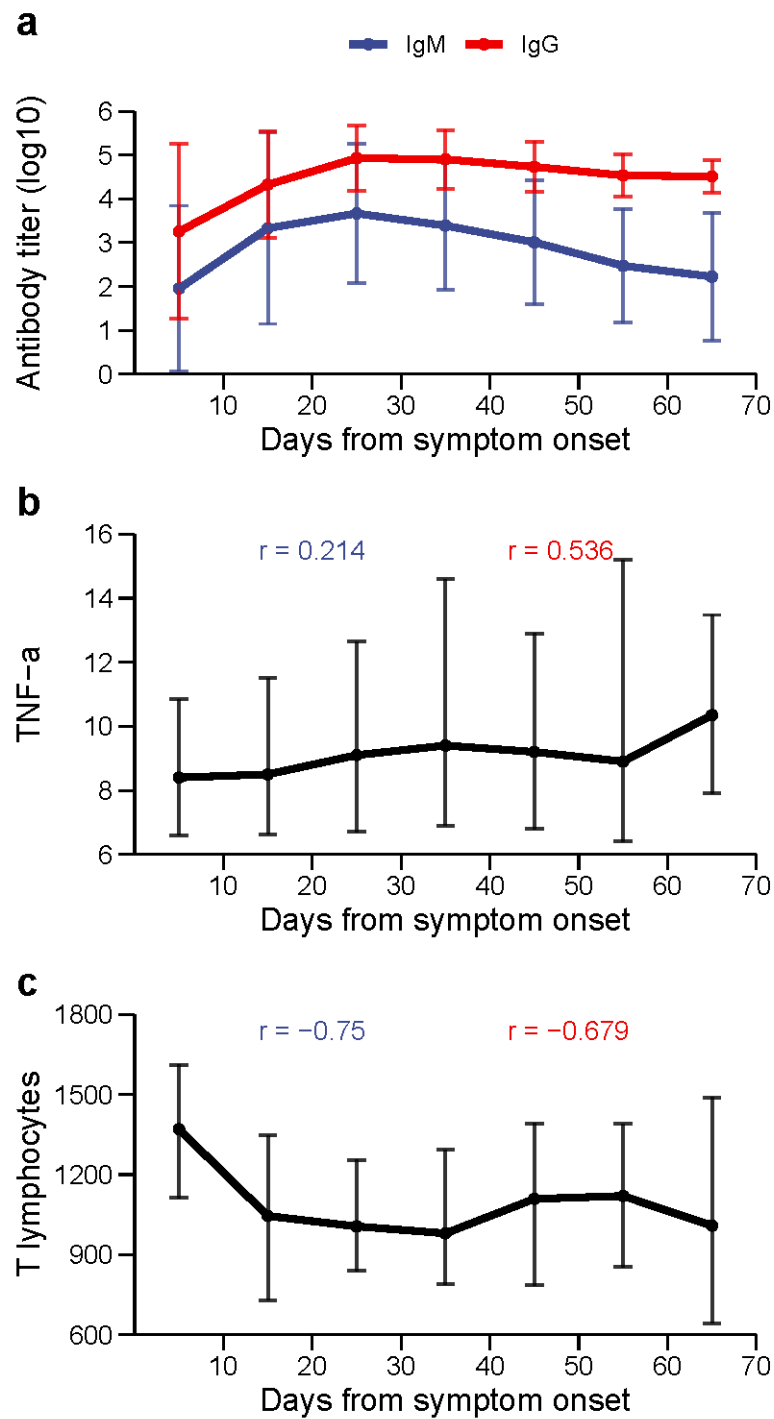 a
IgM IgG
Antibody titer (log10)
6
5
4
3
2
1
0
10 20 30 40 50 60 70
Days from symptom onset
b
r = 0.214 r = 0.536
TNF−a
16
14
12
10
8
6
10 20 30 40 50 60 70
Days from symptom onset
c
r = −0.75 r = −0.679
T lymphocytes
1800
1500
1200
900
600
10 20 30 40 50 60 70
Days from symptom onset